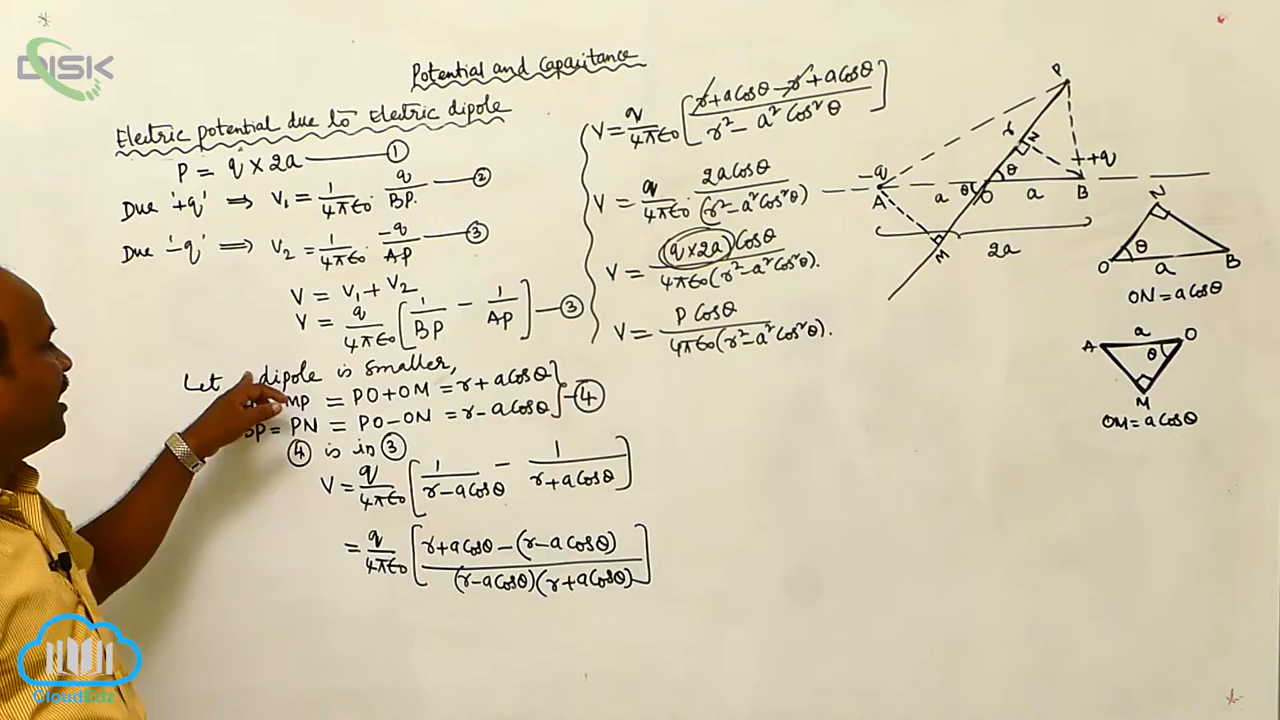 DISK
Potential and Capacitance
Electric potential due to Electric dipole
P = q × 2a —— ①
Due '+q' ⟹ V₁ = 1/4πε₀ · q/BP. —— ②
Due '-q' ⟹ V₂ = 1/4πε₀ · -q/AP —— ③
V = V₁ + V₂
V = q/4πε₀ [1/BP - 1/AP] —— ③
Let dipole is smaller,
MP = PO + OM = r + a Cosθ
BP = PN = PO - ON = r - a Cosθ —④
④ is in ③
V = q/4πε₀ [1/(r - a Cosθ) - 1/(r + a Cosθ)]
= q/4πε₀ [(r + a Cosθ - (r - a Cosθ))/((r - a Cosθ)(r + a Cosθ))]
V = q/4πε₀ [(r + a Cosθ - r + a Cosθ)/(r² - a² Cos²θ)]
V = q/4πε₀ · 2a Cosθ/(r² - a² Cos²θ)
V = (q × 2a) Cosθ/4πε₀ (r² - a² Cos²θ).
V = P Cosθ/4πε₀ (r² - a² Cos²θ).
P
r
N
θ
+q
-q
A
a
θ
O
a
B
M
2a
N
O
θ
a
B
ON = a Cosθ
A
a
O
θ
M
OM = a Cosθ
CloudEdz